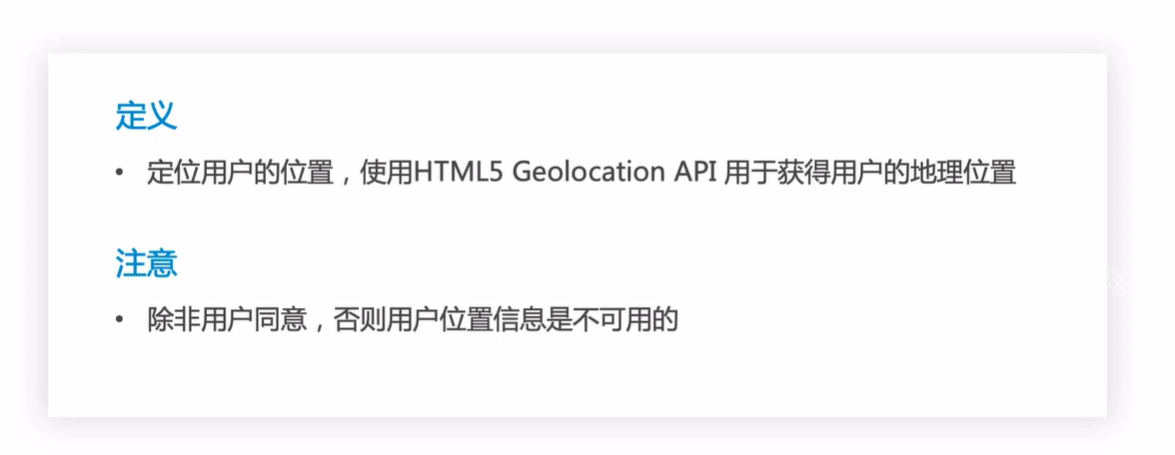 定义
• 定位用户的位置，使用HTML5 Geolocation API 用于获得用户的地理位置
注意
• 除非用户同意，否则用户位置信息是不可用的